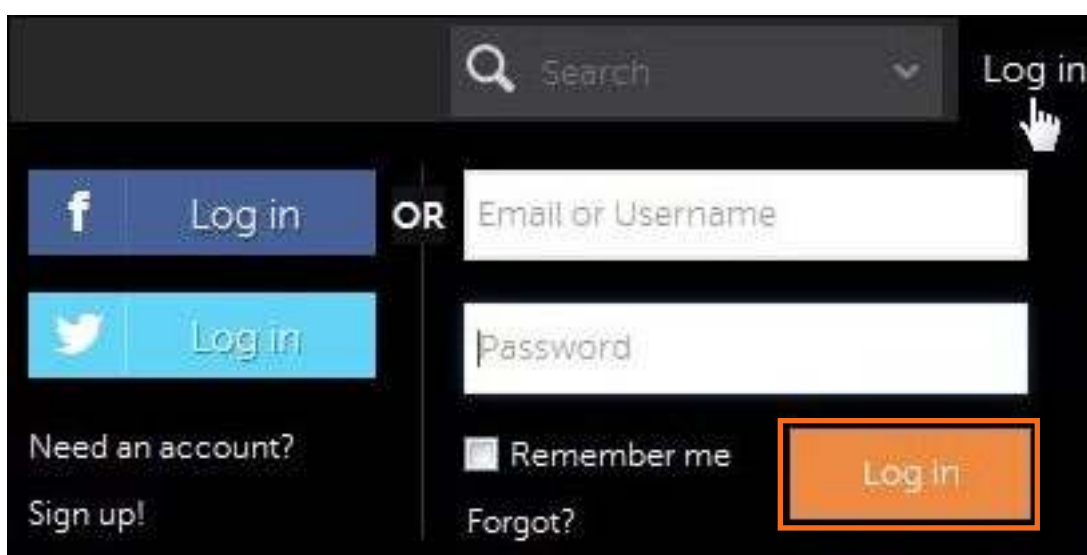 Search
Log in
f
Log in
OR
Email or Username
Log in
Password
Need an account?
Remember me
Log in
Sign up!
Forgot?